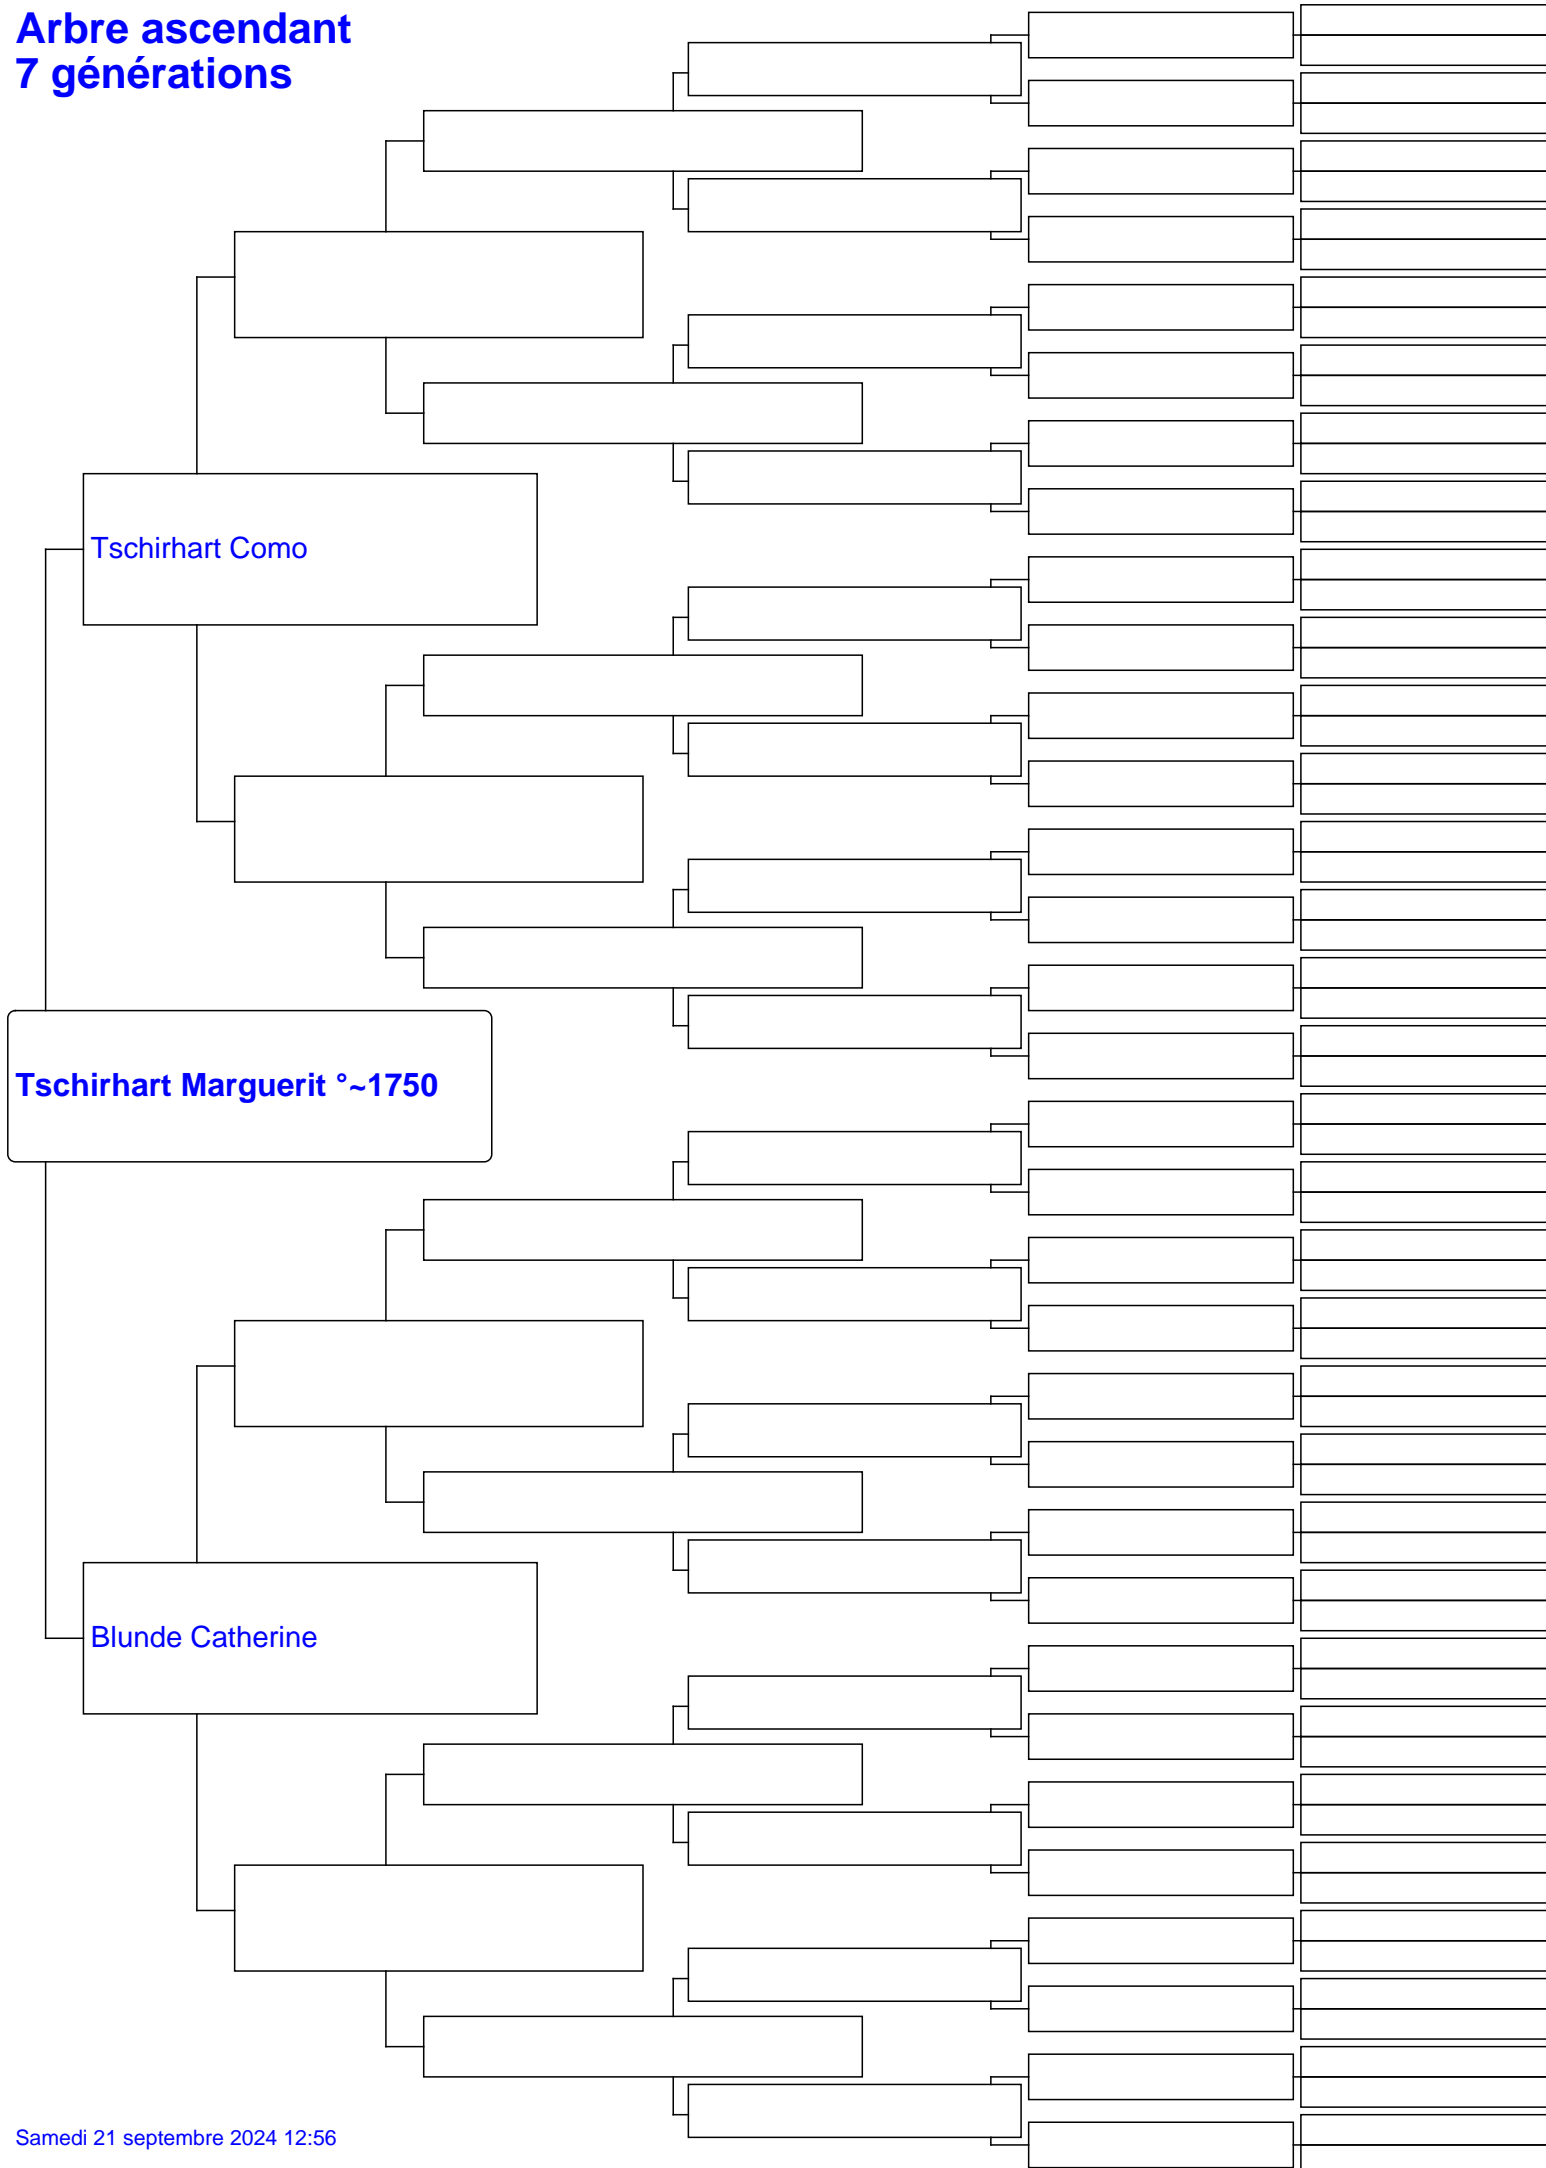 Arbre ascendant
7 générations
Tschirhart Como
Tschirhart Marguerit °~1750
Blunde Catherine
Samedi 21 septembre 2024 12:56